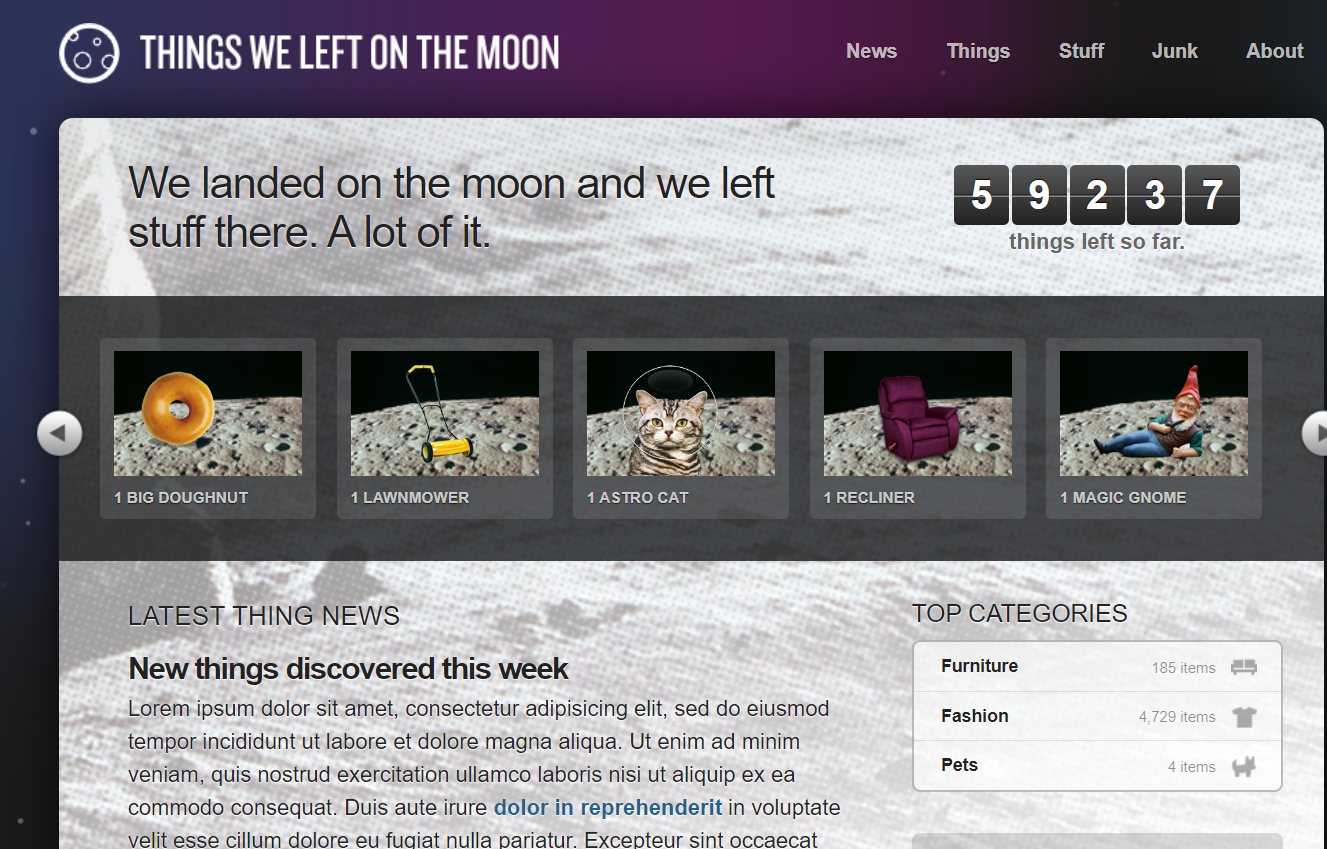 THINGS WE LEFT ON THE MOON
News
Things
Stuff
Junk
About
We landed on the moon and we left
stuff there. A lot of it.
5 9 2 3 7
things left so far.
1 BIG DOUGHNUT
1 LAWNMOWER
1 ASTRO CAT
1 RECLINER
1 MAGIC GNOME
LATEST THING NEWS
New things discovered this week
Lorem ipsum dolor sit amet, consectetur adipisicing elit, sed do eiusmod
tempor incididunt ut labore et dolore magna aliqua. Ut enim ad minim
veniam, quis nostrud exercitation ullamco laboris nisi ut aliquip ex ea
commodo consequat. Duis aute irure dolor in reprehenderit in voluptate
velit esse cillum dolore eu fugiat nulla pariatur. Excepteur sint occaecat
TOP CATEGORIES
Furniture 185 items
Fashion 4,729 items
Pets 4 items